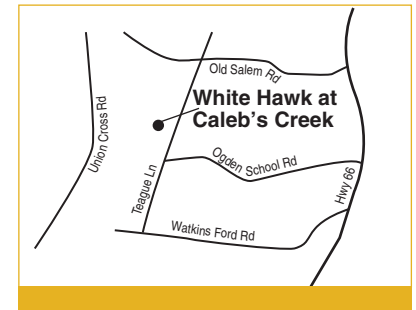 Old Salem Rd
White Hawk at
Caleb's Creek
Union Cross Rd
Ogden School Rd
Teague Ln
Hwy 66
Watkins Ford Rd